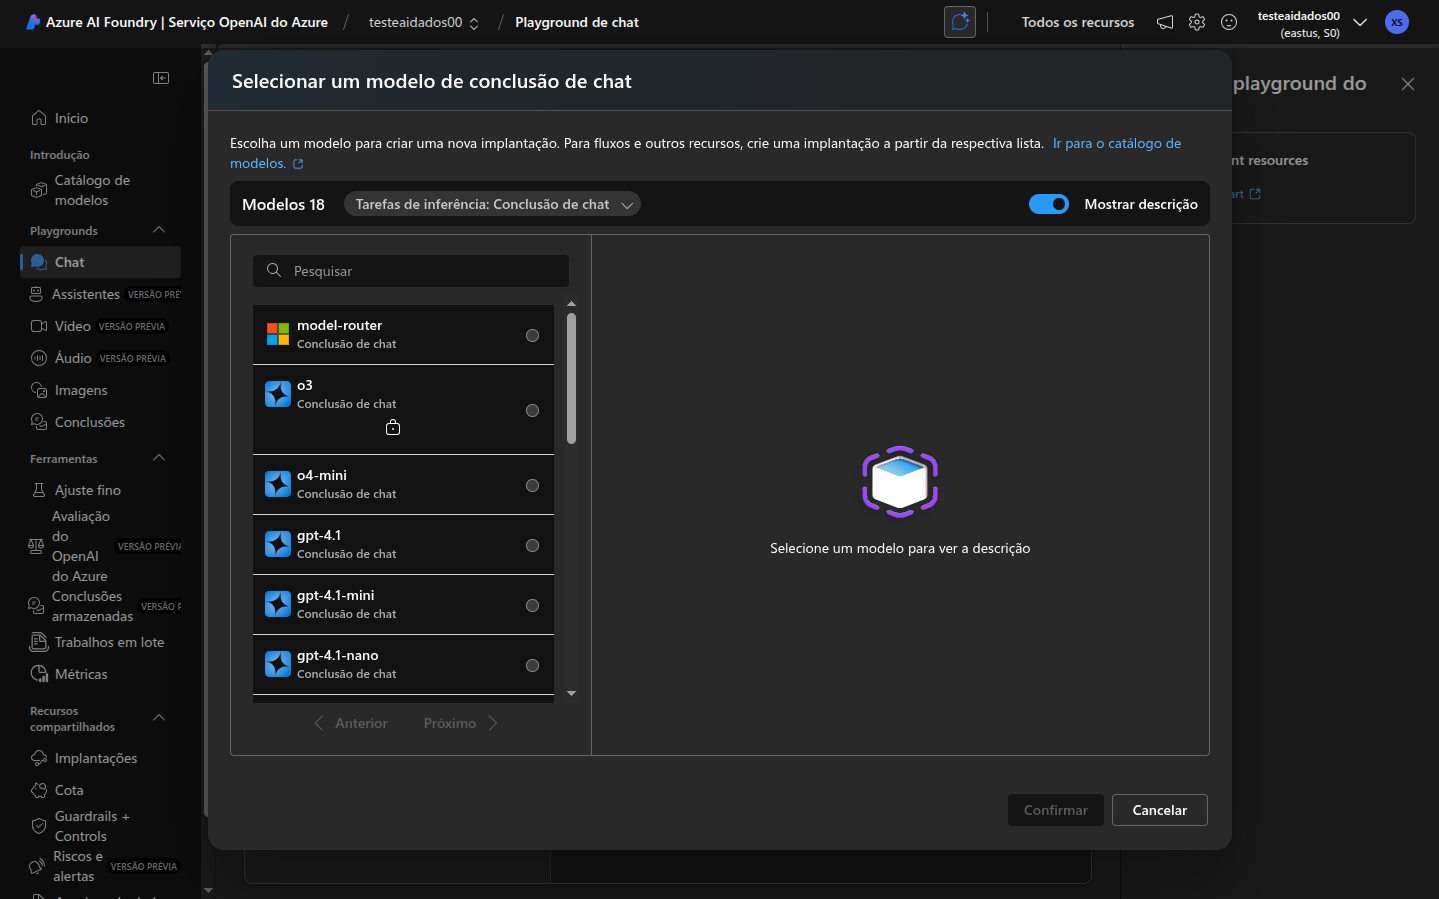 Azure AI Foundry | Serviço OpenAI do Azure / testeaidados00 / Playground de chat
Todos os recursos
testeaidados00
(eastus, S0)
XS
Início
Introdução
Catálogo de
modelos
Playgrounds
Chat
Assistentes VERSÃO PRÉ
Vídeo VERSÃO PRÉVIA
Áudio VERSÃO PRÉVIA
Imagens
Conclusões
Ferramentas
Ajuste fino
Avaliação
do
OpenAI
do Azure
VERSÃO PRÉVIA
Conclusões
armazenadas
VERSÃO P
Trabalhos em lote
Métricas
Recursos
compartilhados
Implantações
Cota
Guardrails +
Controls
Riscos e
alertas
VERSÃO PRÉVIA
Selecionar um modelo de conclusão de chat
Escolha um modelo para criar uma nova implantação. Para fluxos e outros recursos, crie uma implantação a partir da respectiva lista. Ir para o catálogo de
modelos.
Modelos 18
Tarefas de inferência: Conclusão de chat
Mostrar descrição
Pesquisar
model-router
Conclusão de chat
o3
Conclusão de chat
o4-mini
Conclusão de chat
gpt-4.1
Conclusão de chat
gpt-4.1-mini
Conclusão de chat
gpt-4.1-nano
Conclusão de chat
Anterior
Próximo
Selecione um modelo para ver a descrição
Confirmar
Cancelar
playground do
nt resources
art